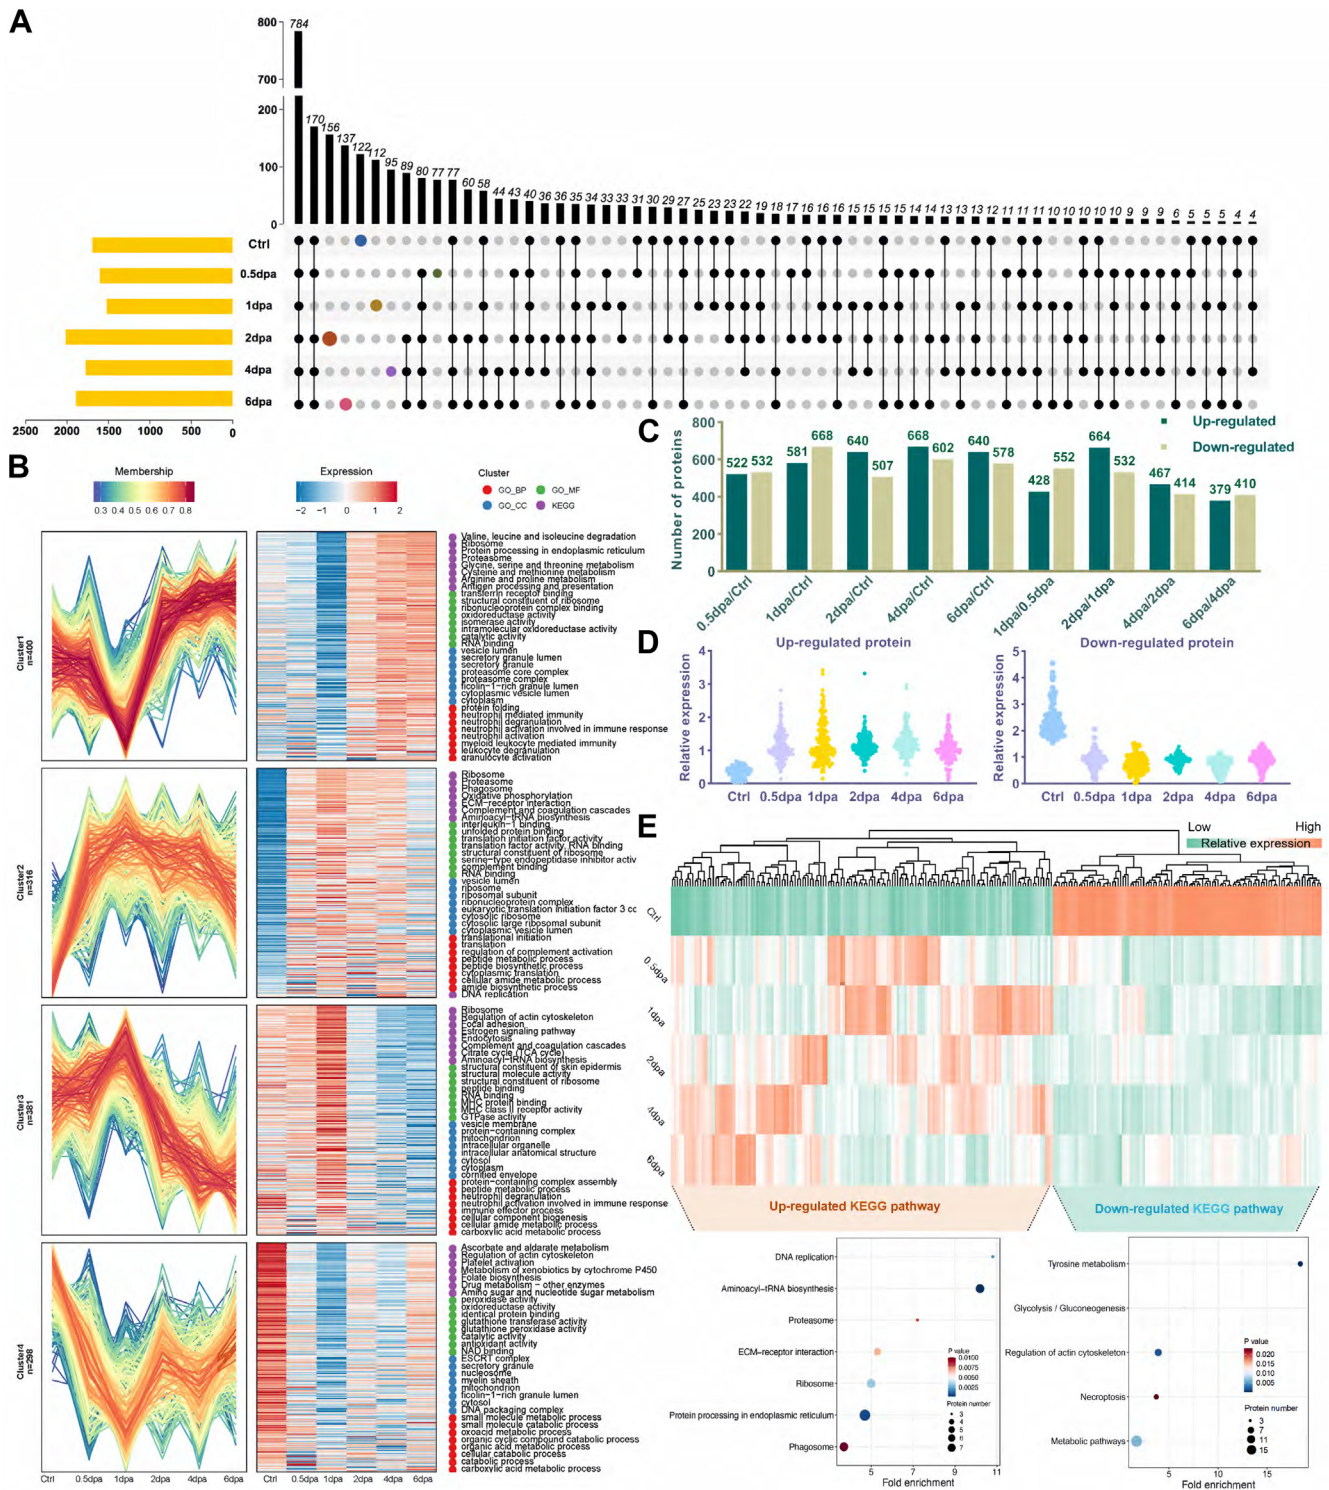 A
800
784
700
200
170
156
137
122
112
100
95
89
80
77
77
60
58
44
43
40
36
36
35
34
33
33
31
30
29
27
25
23
23
22
19
18
17
16
16
16
15
15
15
14
14
13
13
13
12
11
11
11
10
10
10
10
10
9
9
9
6
5
5
5
4
4
0
Ctrl
0.5dpa
1dpa
2dpa
4dpa
6dpa
2500 2000 1500 1000 500 0
B
Membership
0.3 0.4 0.5 0.6 0.7 0.8
Expression
−2 −1 0 1 2
Cluster
GO_BP GO_MF
GO_CC KEGG
Cluster1
n=400
Valine, leucine and isoleucine degradation
Ribosome
Protein processing in endoplasmic reticulum
Proteasome
Glycine, serine and threonine metabolism
Cysteine and methionine metabolism
Arginine and proline metabolism
Antigen processing and presentation
transferrin receptor binding
structural constituent of ribosome
ribonucleoprotein complex binding
oxidoreductase activity
isomerase activity
intramolecular oxidoreductase activity
catalytic activity
RNA binding
vesicle lumen
secretory granule lumen
secretory granule
proteasome core complex
proteasome complex
ficolin−1−rich granule lumen
cytoplasmic vesicle lumen
cytoplasm
protein folding
neutrophil mediated immunity
neutrophil degranulation
neutrophil activation involved in immune response
neutrophil activation
myeloid leukocyte mediated immunity
leukocyte degranulation
granulocyte activation
Cluster2
n=316
Ribosome
Proteasome
Phagosome
Oxidative phosphorylation
ECM−receptor interaction
Complement and coagulation cascades
Aminoacyl−tRNA biosynthesis
interleukin−1 binding
unfolded protein binding
translation initiation factor activity
translation factor activity, RNA binding
structural constituent of ribosome
serine−type endopeptidase inhibitor activ
complement binding
RNA binding
vesicle lumen
ribosome
ribosomal subunit
ribonucleoprotein complex
eukaryotic translation initiation factor 3 cc
cytosolic ribosome
cytosolic large ribosomal subunit
cytoplasmic vesicle lumen
translational initiation
translation
regulation of complement activation
peptide metabolic process
peptide biosynthetic process
cytoplasmic translation
cellular amide metabolic process
amide biosynthetic process
DNA replication
Cluster3
n=381
Ribosome
Regulation of actin cytoskeleton
Focal adhesion
Estrogen signaling pathway
Endocytosis
Complement and coagulation cascades
Citrate cycle (TCA cycle)
Aminoacyl−tRNA biosynthesis
structural constituent of skin epidermis
structural molecule activity
structural constituent of ribosome
peptide binding
RNA binding
MHC protein binding
MHC class II receptor activity
GTPase activity
vesicle membrane
protein−containing complex
mitochondrion
intracellular organelle
intracellular anatomical structure
cytosol
cytoplasm
cornified envelope
protein−containing complex assembly
peptide metabolic process
neutrophil degranulation
neutrophil activation involved in immune response
immune effector process
cellular component biogenesis
cellular amide metabolic process
carboxylic acid metabolic process
Cluster4
n=298
Ascorbate and aldarate metabolism
Regulation of actin cytoskeleton
Platelet activation
Metabolism of xenobiotics by cytochrome P450
Folate biosynthesis
Drug metabolism − other enzymes
Amino sugar and nucleotide sugar metabolism
peroxidase activity
oxidoreductase activity
identical protein binding
glutathione transferase activity
glutathione peroxidase activity
catalytic activity
antioxidant activity
NAD binding
ESCRT complex
secretory granule
nucleosome
myelin sheath
mitochondrion
ficolin−1−rich granule lumen
cytosol
DNA packaging complex
small molecule metabolic process
small molecule catabolic process
oxoacid metabolic process
organic cyclic compound catabolic process
organic acid metabolic process
cellular catabolic process
catabolic process
carboxylic acid metabolic process
Ctrl 0.5dpa 1dpa 2dpa 4dpa 6dpa
Ctrl 0.5dpa 1dpa 2dpa 4dpa 6dpa
C
Number of proteins
800
600
400
200
0
Up-regulated
Down-regulated
522 532
581 668
640 507
668 602
640 578
428 552
664 532
467 414
379 410
0.5dpa/Ctrl
1dpa/Ctrl
2dpa/Ctrl
4dpa/Ctrl
6dpa/Ctrl
1dpa/0.5dpa
2dpa/1dpa
4dpa/2dpa
6dpa/4dpa
D
Up-regulated protein
Relative expression
4
3
2
1
0
Ctrl 0.5dpa 1dpa 2dpa 4dpa 6dpa
Down-regulated protein
Relative expression
5
4
3
2
1
0
Ctrl 0.5dpa 1dpa 2dpa 4dpa 6dpa
E
Low High
Relative expression
Ctrl
0.5dpa
1dpa
2dpa
4dpa
6dpa
Up-regulated KEGG pathway
Down-regulated KEGG pathway
DNA replication
Aminoacyl−tRNA biosynthesis
Proteasome
ECM−receptor interaction
Ribosome
Protein processing in endoplasmic reticulum
Phagosome
P value
0.0100
0.0075
0.0050
0.0025
Protein number
3
4
5
6
7
5 7 9 11
Fold enrichment
Tyrosine metabolism
Glycolysis / Gluconeogenesis
Regulation of actin cytoskeleton
Necroptosis
Metabolic pathways
P value
0.020
0.015
0.010
0.005
Protein number
3
7
11
15
5 10 15
Fold enrichment